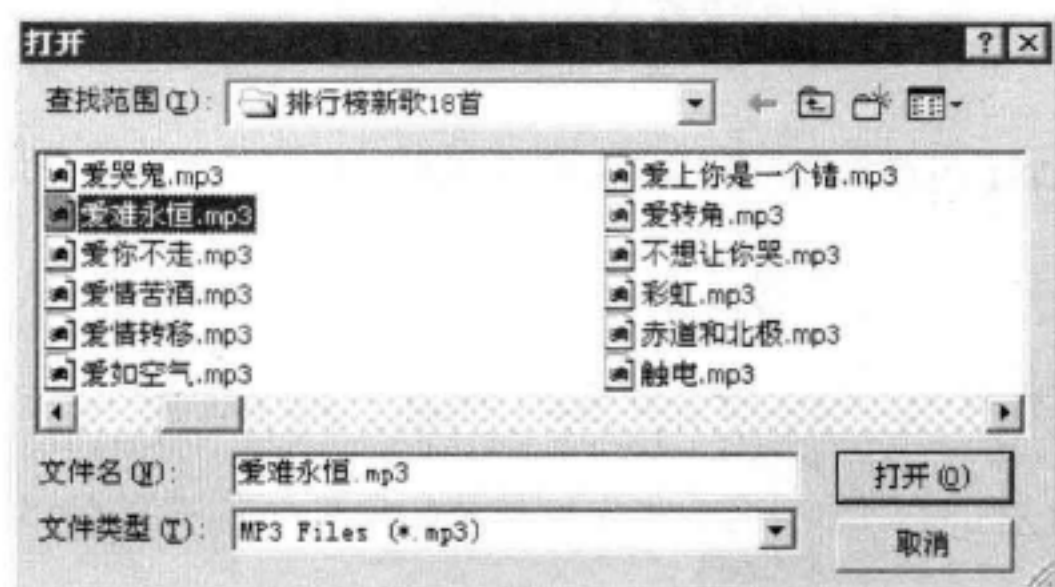 打开
查找范围(I): 排行榜新歌18首
爱哭鬼.mp3
爱难永恒.mp3
爱你不走.mp3
爱情苦酒.mp3
爱情转移.mp3
爱如空气.mp3
爱上你是一个错.mp3
爱转角.mp3
不想让你哭.mp3
彩虹.mp3
赤道和北极.mp3
触电.mp3
文件名(N): 爱难永恒.mp3
打开(O)
文件类型(T): MP3 Files (*.mp3)
取消